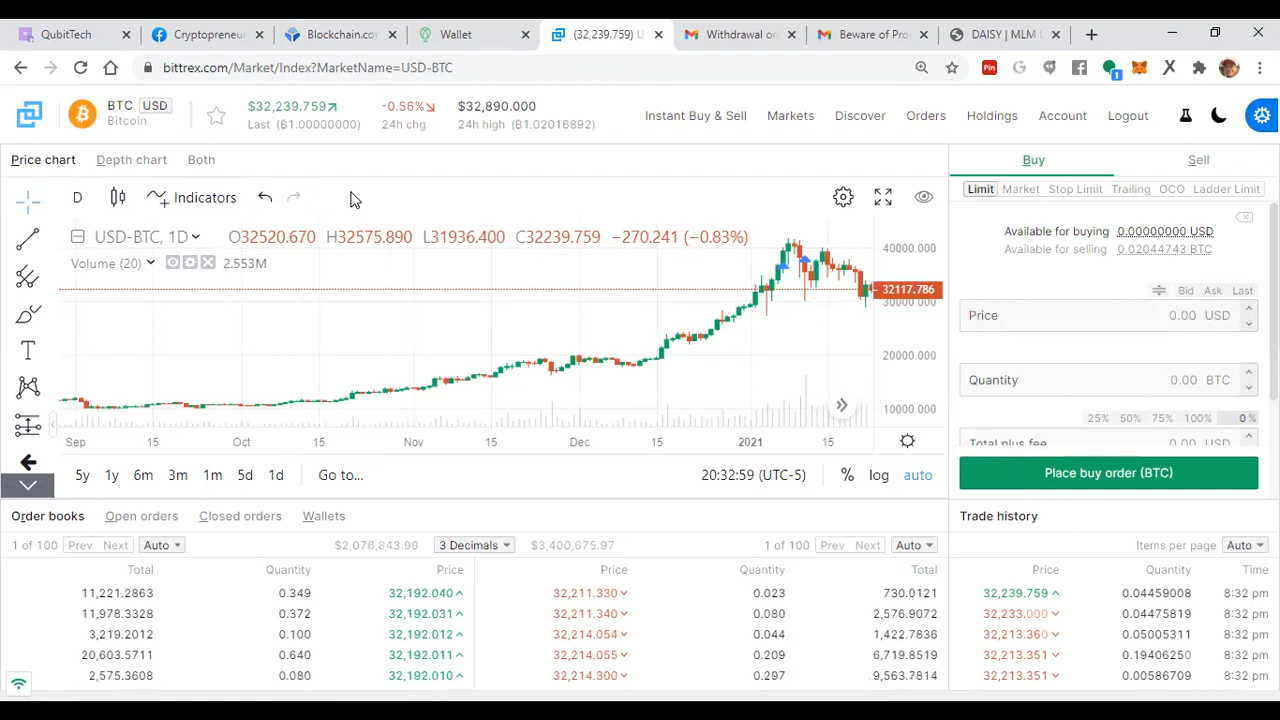 QubitTech
Cryptopreneur
Blockchain.com
Wallet
(32,239.759) U
Withdrawal or
Beware of Pro
DAISY | MLM L
bittrex.com/Market/Index?MarketName=USD-BTC
BTC USD
Bitcoin
$32,239.759
Last (฿1.00000000)
-0.56%
24h chg
$32,890.000
24h high (฿1.02016892)
Instant Buy & Sell
Markets
Discover
Orders
Holdings
Account
Logout
Price chart Depth chart Both
Buy Sell
D Indicators
Limit Market Stop Limit Trailing OCO Ladder Limit
USD-BTC, 1D O32520.670 H32575.890 L31936.400 C32239.759 −270.241 (−0.83%)
Volume (20) 2.553M
Available for buying 0.00000000 USD
Available for selling 0.02044743 BTC
Bid Ask Last
Price 0.00 USD
Quantity 0.00 BTC
25% 50% 75% 100% 0 %
Total plus fee 0.00 USD
Place buy order (BTC)
40000.000
32117.786
30000.000
20000.000
10000.000
Sep 15 Oct 15 Nov 15 Dec 15 2021 15
5y 1y 6m 3m 1m 5d 1d Go to... 20:32:59 (UTC-5) % log auto
Order books Open orders Closed orders Wallets
Trade history
1 of 100 Prev Next Auto $2,076,843.99 3 Decimals $3,400,675.97 1 of 100 Prev Next Auto
Items per page Auto
Total Quantity Price Price Quantity Total
11,221.2863 0.349 32,192.040 32,211.330 0.023 730.0121
11,978.3328 0.372 32,192.031 32,211.340 0.080 2,576.9072
3,219.2012 0.100 32,192.012 32,214.054 0.044 1,422.7836
20,603.5711 0.640 32,192.011 32,214.055 0.209 6,719.8519
2,575.3608 0.080 32,192.010 32,214.800 0.297 9,563.7814
Price Quantity Time
32,239.759 0.04459008 8:32 pm
32,233.000 0.04475819 8:32 pm
32,213.360 0.05005311 8:32 pm
32,213.351 0.19406250 8:32 pm
32,213.351 0.00586709 8:32 pm